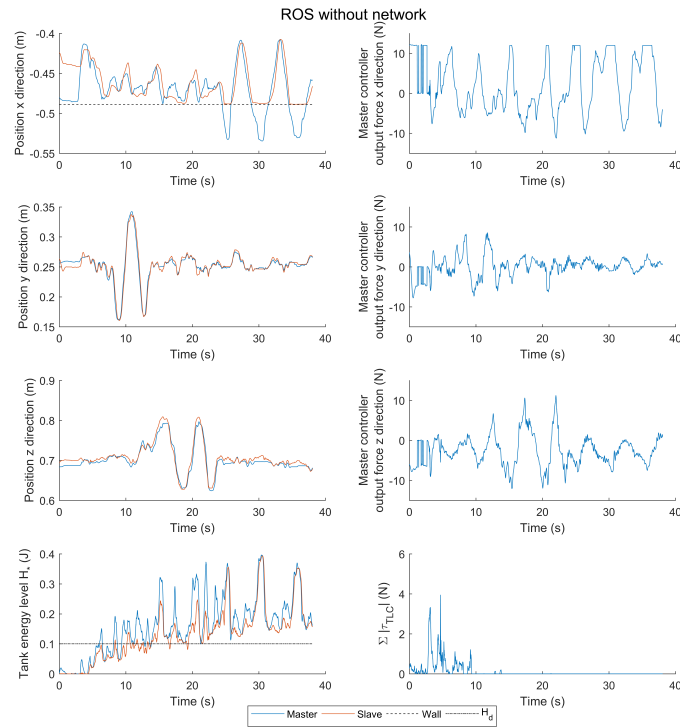 ROS without network
Position x direction (m)
-0.4
-0.45
-0.5
-0.55
0 10 20 30 40
Time (s)
Master controller
output force x direction (N)
10
0
-10
0 10 20 30 40
Time (s)
Position y direction (m)
0.35
0.3
0.25
0.2
0.15
0 10 20 30 40
Time (s)
Master controller
output force y direction (N)
10
0
-10
0 10 20 30 40
Time (s)
Position z direction (m)
0.9
0.8
0.7
0.6
0 10 20 30 40
Time (s)
Master controller
output force z direction (N)
10
0
-10
0 10 20 30 40
Time (s)
Tank energy level H* (J)
0.4
0.3
0.2
0.1
0
0 10 20 30 40
Time (s)
Σ |τ_TLC| (N)
6
4
2
0
0 10 20 30 40
Time (s)
Master Slave Wall H_d